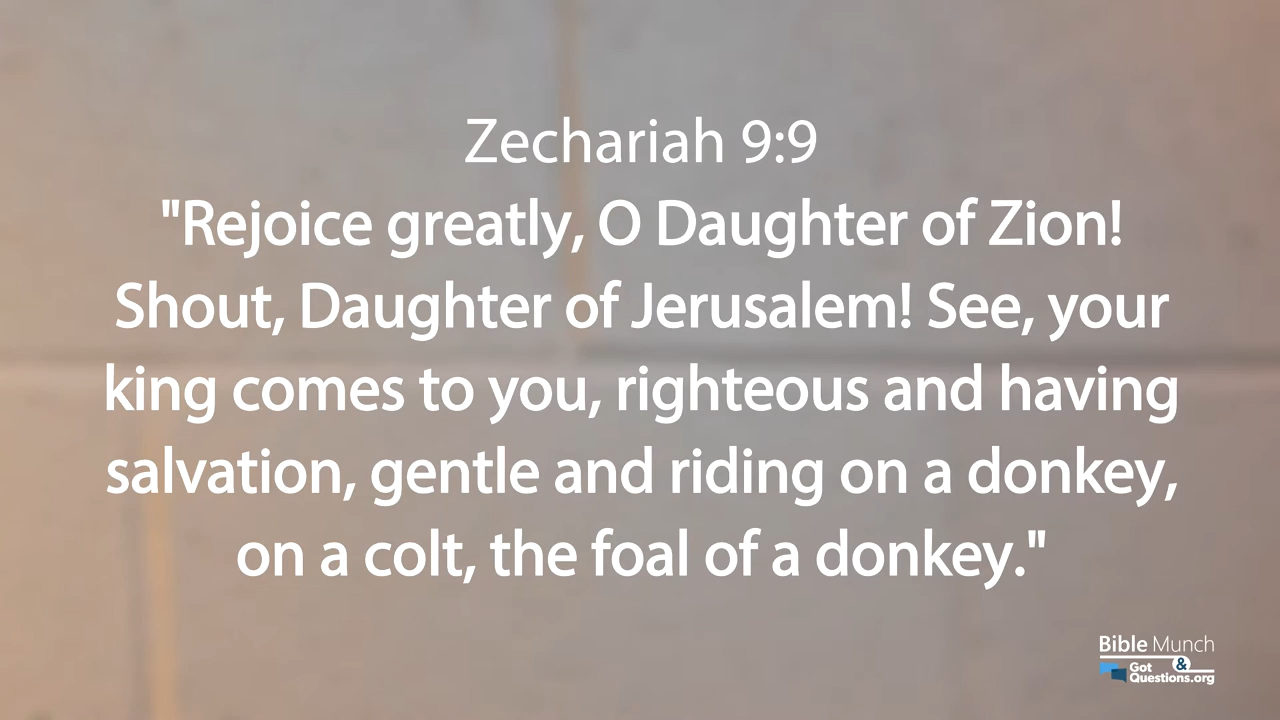 Zechariah 9:9
"Rejoice greatly, O Daughter of Zion!
Shout, Daughter of Jerusalem! See, your
king comes to you, righteous and having
salvation, gentle and riding on a donkey,
on a colt, the foal of a donkey."
Bible Munch
&
Got
Questions.org